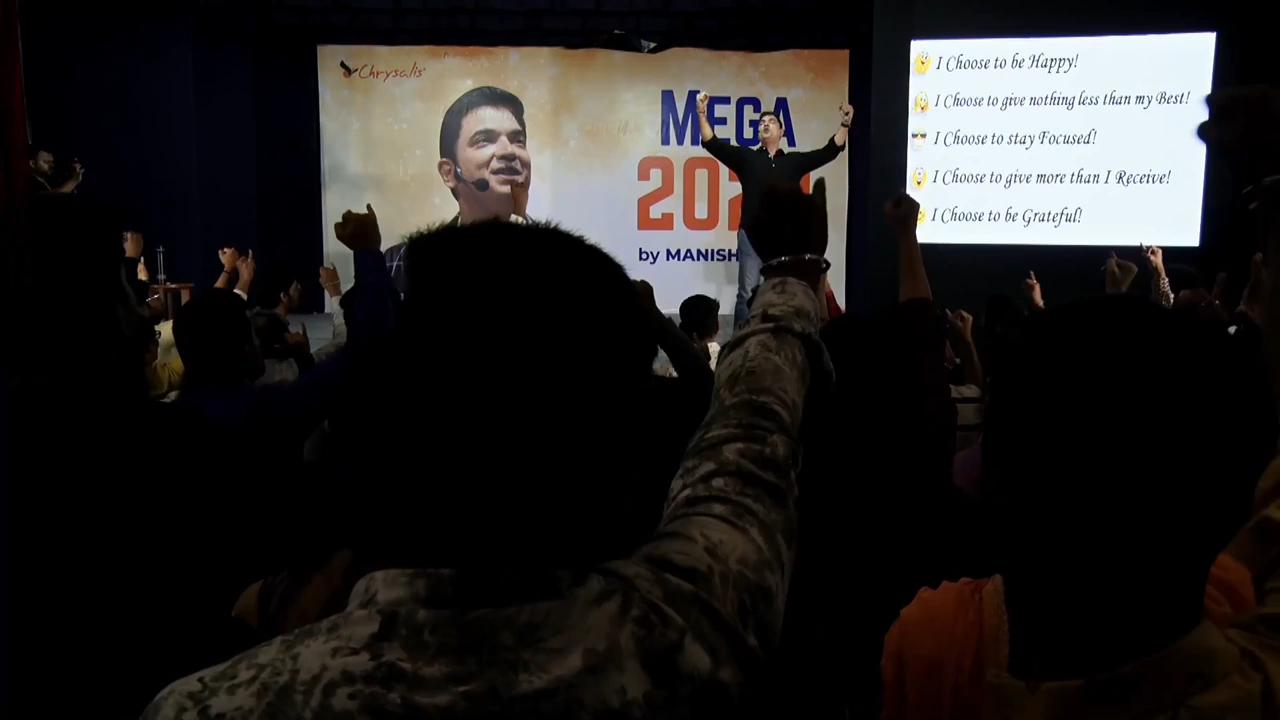 Chrysalis
MEGA
202
by MANISH
I Choose to be Happy!
I Choose to give nothing less than my Best!
I Choose to stay Focused!
I Choose to give more than I Receive!
I Choose to be Grateful!